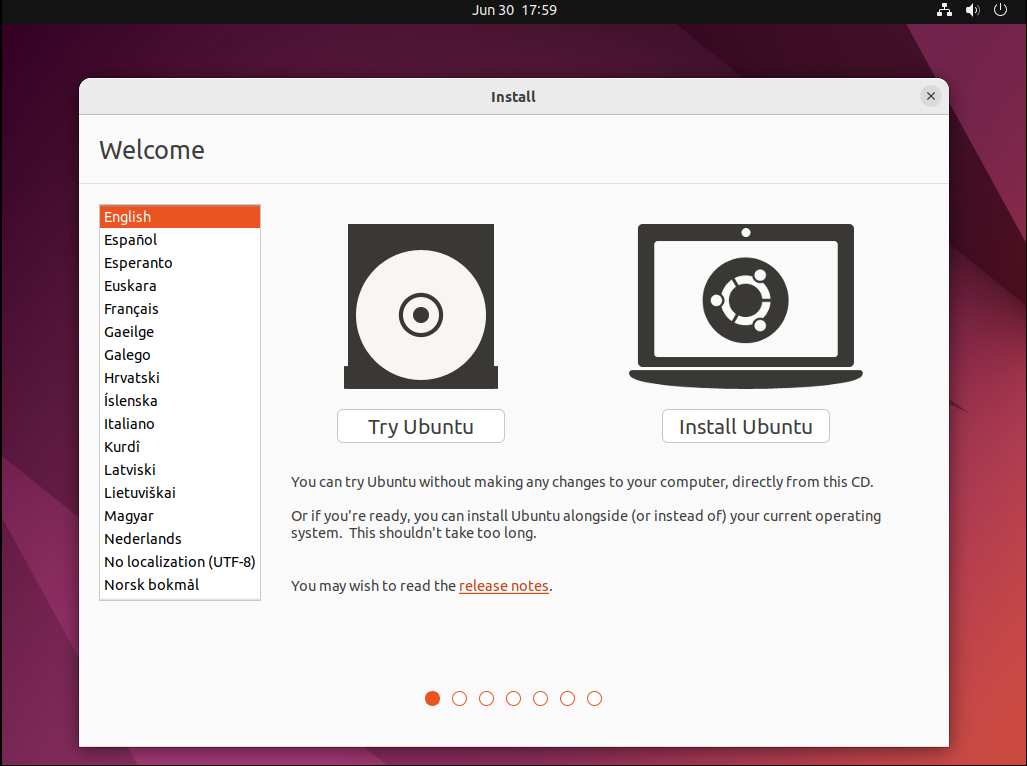 Jun 30  17:59
Install
Welcome
English
Español
Esperanto
Euskara
Français
Gaeilge
Galego
Hrvatski
Íslenska
Italiano
Kurdî
Latviski
Lietuviškai
Magyar
Nederlands
No localization (UTF-8)
Norsk bokmål
Try Ubuntu
Install Ubuntu
You can try Ubuntu without making any changes to your computer, directly from this CD.
Or if you're ready, you can install Ubuntu alongside (or instead of) your current operating
system.  This shouldn't take too long.
You may wish to read the release notes.